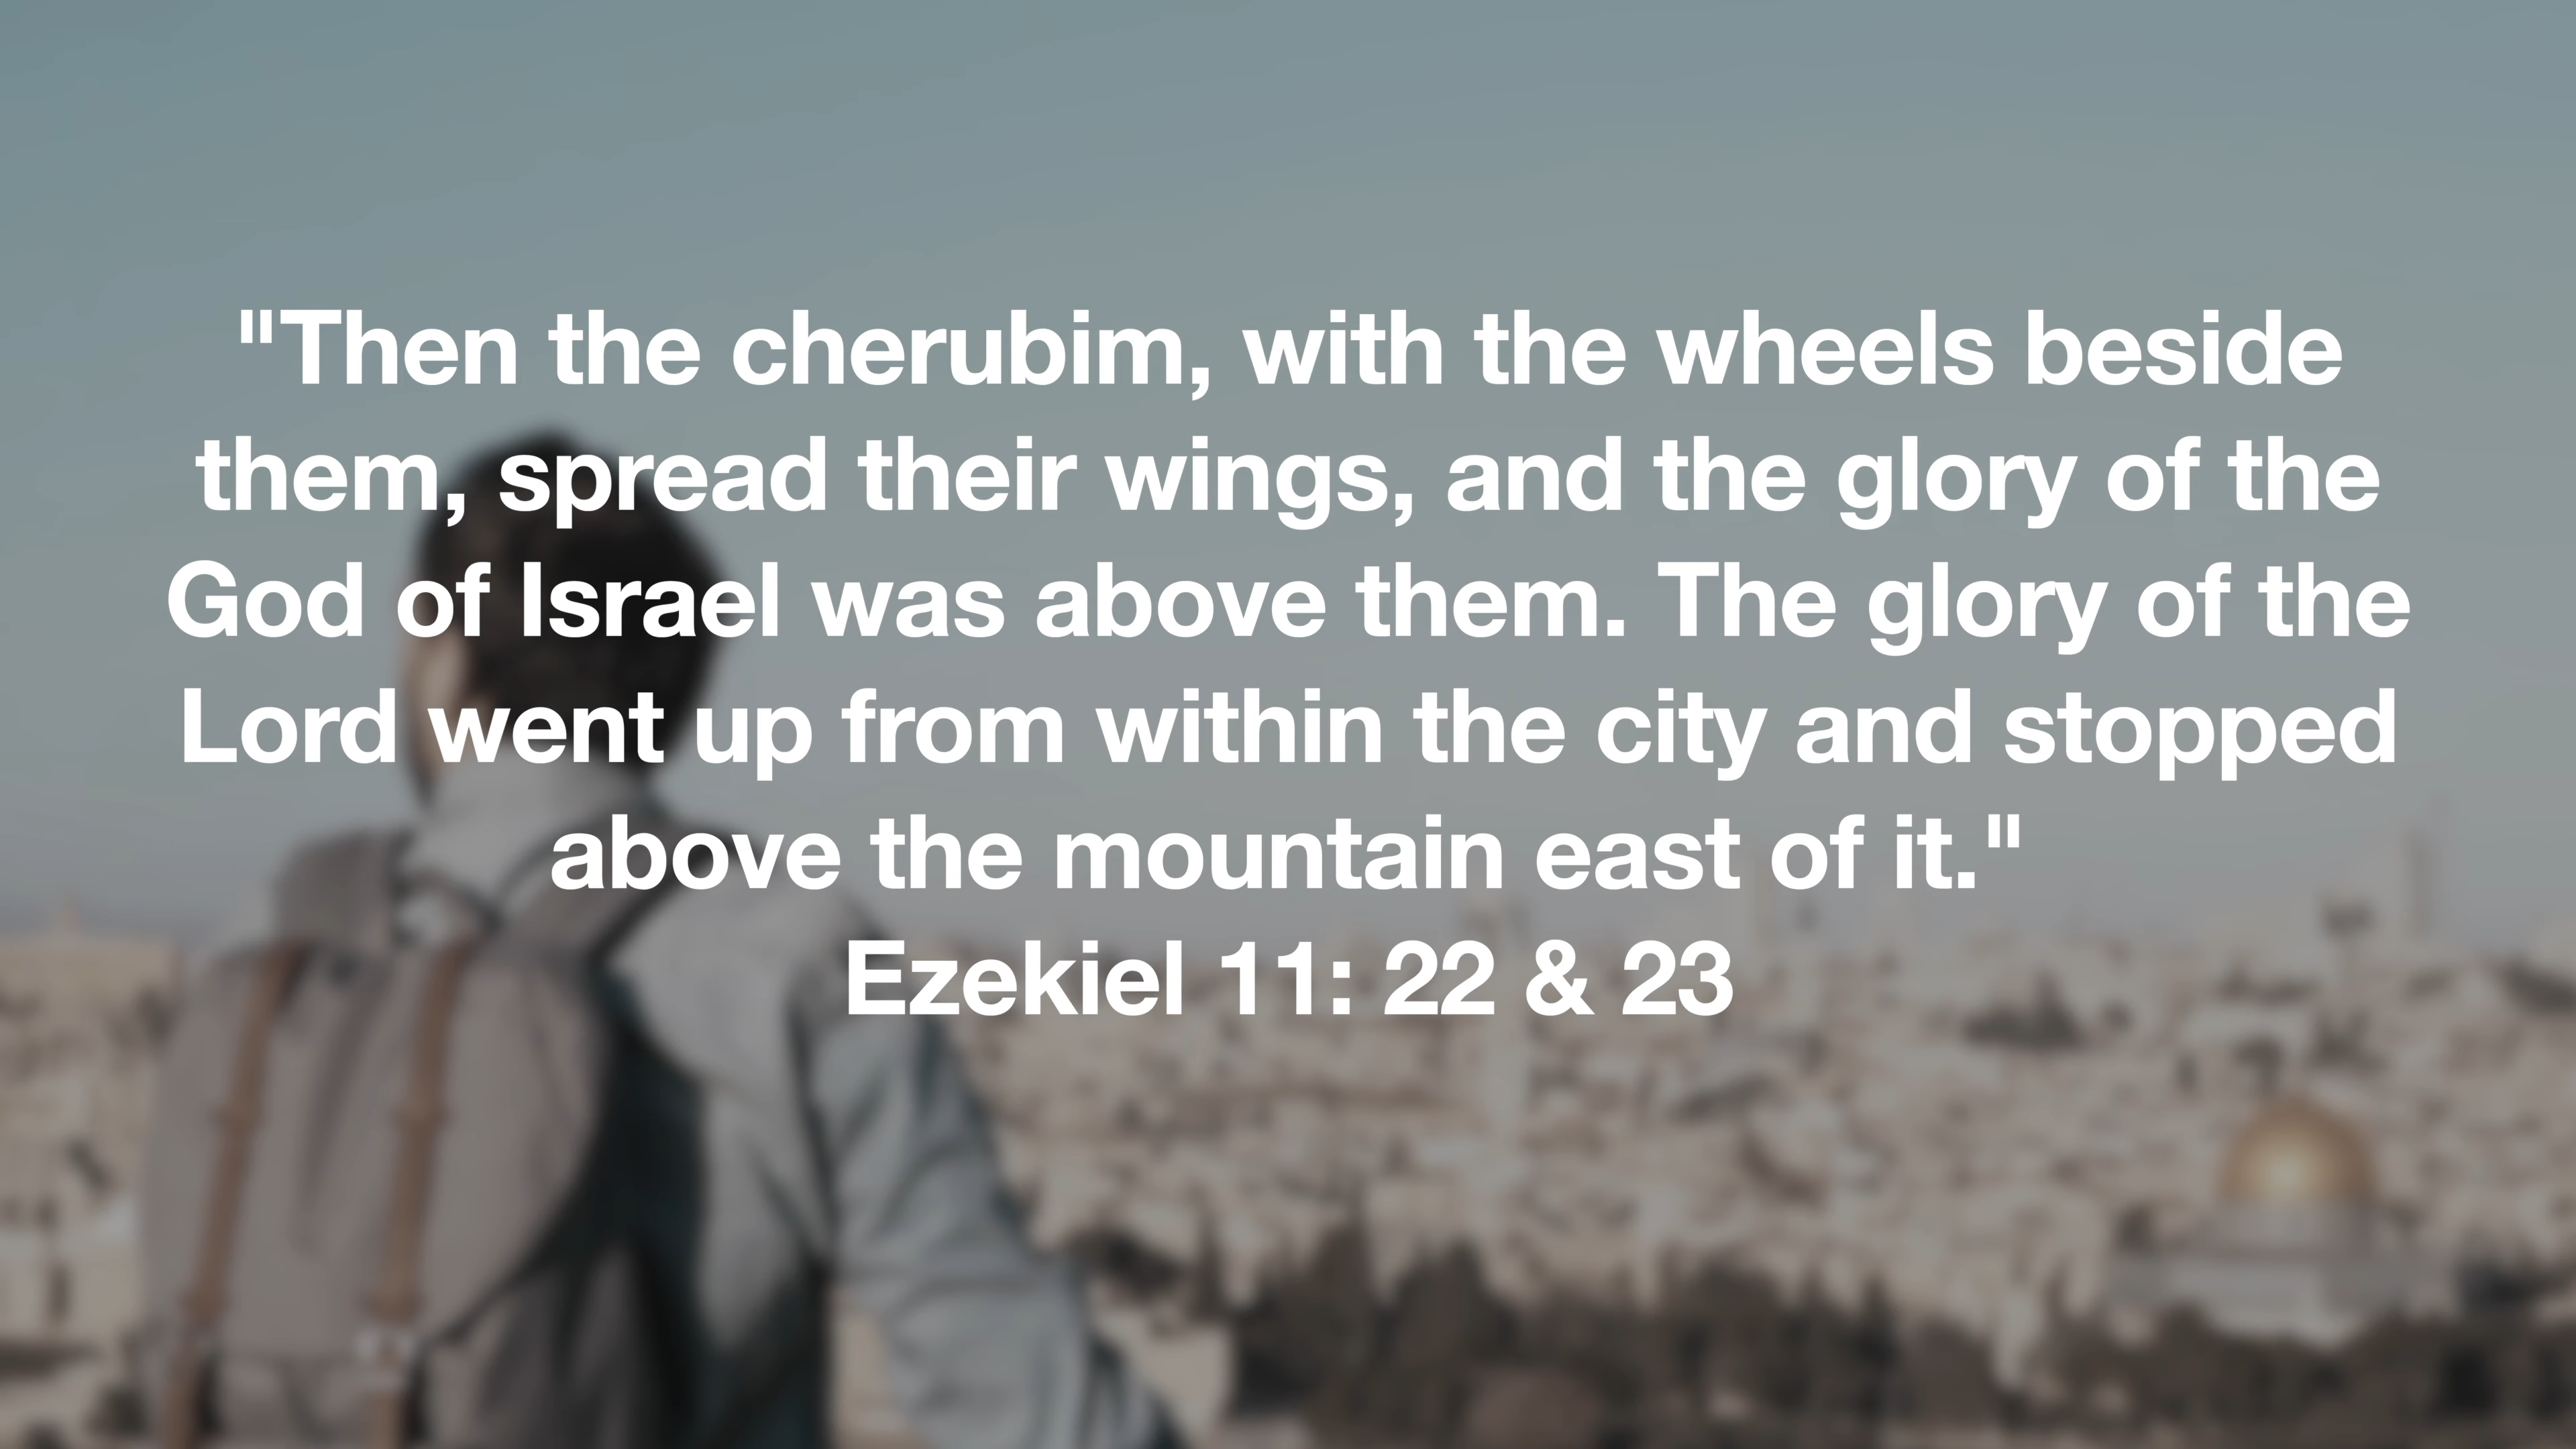 "Then the cherubim, with the wheels beside
them, spread their wings, and the glory of the
God of Israel was above them. The glory of the
Lord went up from within the city and stopped
above the mountain east of it."
Ezekiel 11: 22 & 23